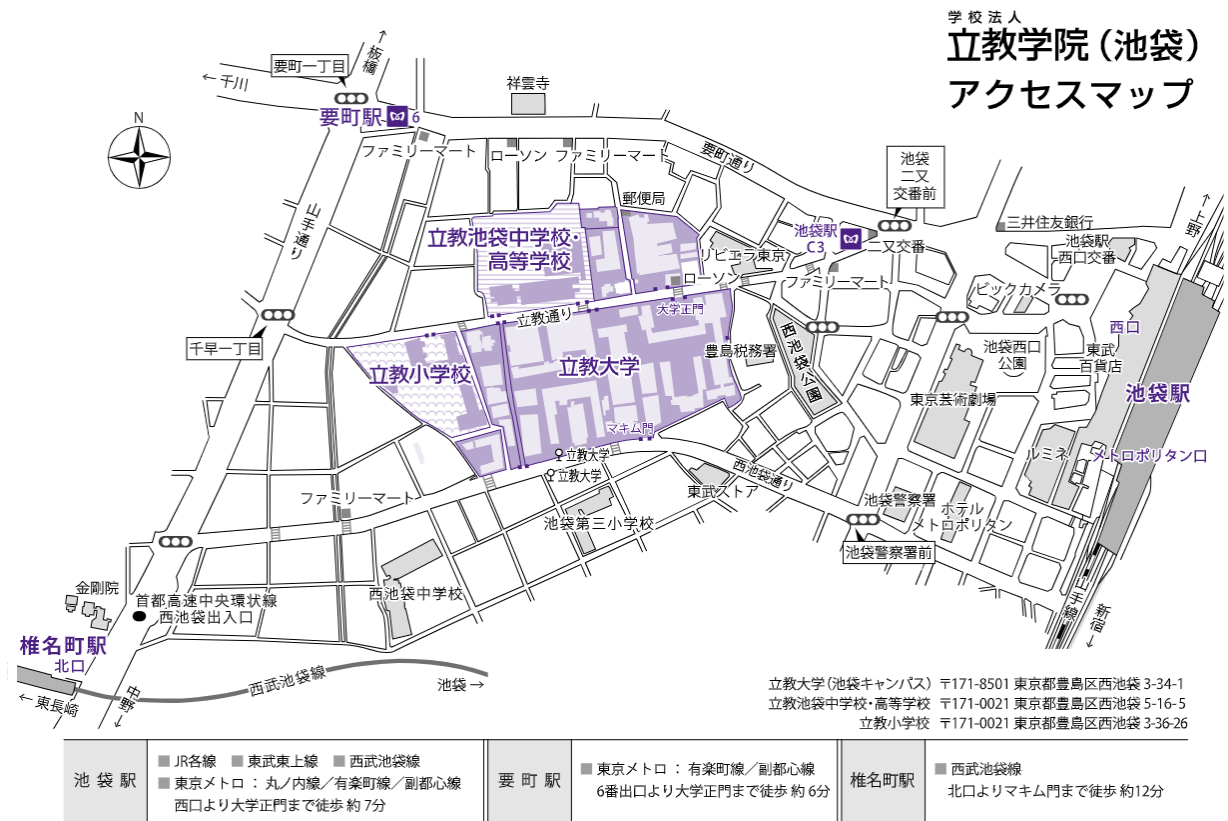 学校法人
立教学院（池袋）
アクセスマップ
↑板橋
要町一丁目
←千川
要町駅 6
祥雲寺
N
ファミリーマート
ローソン
ファミリーマート
要町通り
池袋
二又
交番前
郵便局
山手通り
立教池袋中学校・
高等学校
池袋駅
C3
二又交番
三井住友銀行
↑上野
池袋駅
西口交番
リビエラ東京
ローソン
ファミリーマート
ビックカメラ
立教通り
大学正門
西口
千早一丁目
豊島税務署
西池袋公園
池袋西口
公園
東武
百貨店
立教小学校
立教大学
池袋駅
東京芸術劇場
マキム門
立教大学
立教大学
西池袋通り
ルミネ
メトロポリタン口
ファミリーマート
東武ストア
池袋警察署
ホテル
メトロポリタン
池袋第三小学校
池袋警察署前
金剛院
首都高速中央環状線
西池袋出入口
西池袋中学校
山手線
新宿→
椎名町駅
北口
西武池袋線
池袋→
←東長崎
中野→
立教大学（池袋キャンパス） 〒171-8501 東京都豊島区西池袋 3-34-1
立教池袋中学校・高等学校 〒171-0021 東京都豊島区西池袋 5-16-5
立教小学校 〒171-0021 東京都豊島区西池袋 3-36-26
池袋駅
■ JR各線 ■ 東武東上線 ■ 西武池袋線
■ 東京メトロ：丸ノ内線／有楽町線／副都心線
西口より大学正門まで徒歩 約7分
要町駅
■ 東京メトロ：有楽町線／副都心線
6番出口より大学正門まで徒歩 約6分
椎名町駅
■ 西武池袋線
北口よりマキム門まで徒歩 約12分